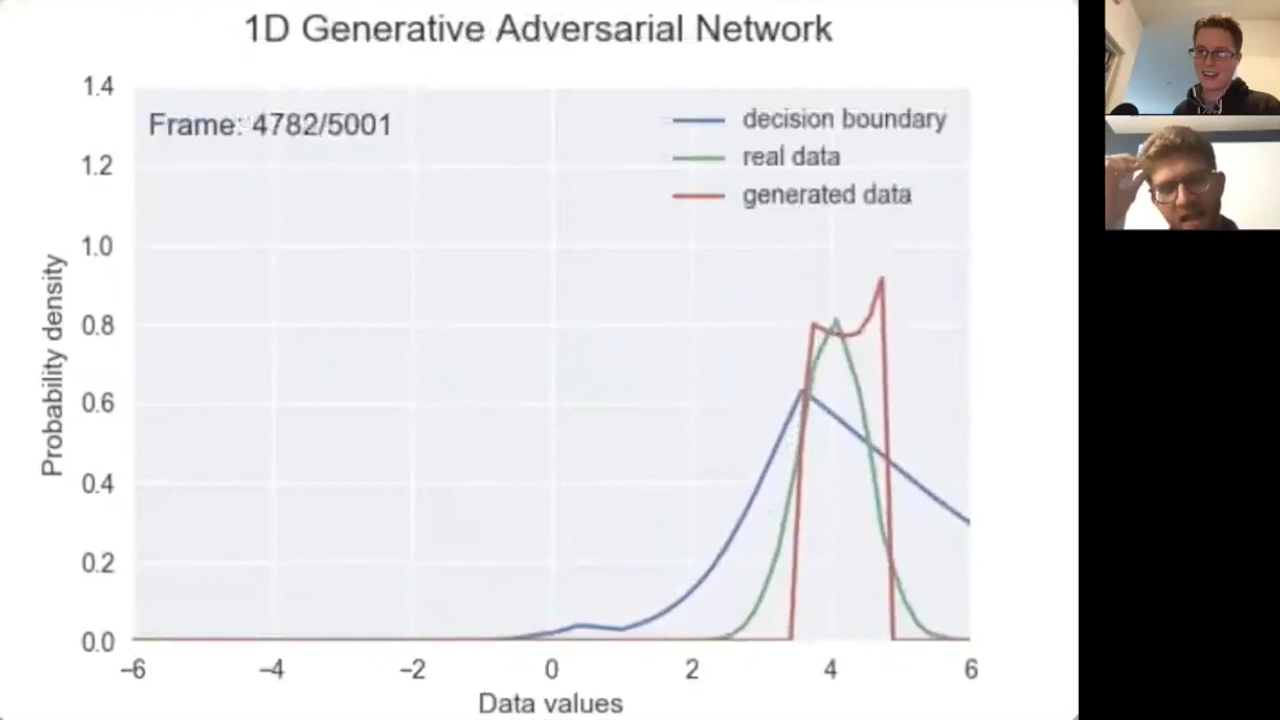 1D Generative Adversarial Network
1.4
Frame: 4782/5001
decision boundary
real data
generated data
1.2
1.0
0.8
0.6
0.4
0.2
0.0
Probability density
−6
−4
−2
0
2
4
6
Data values